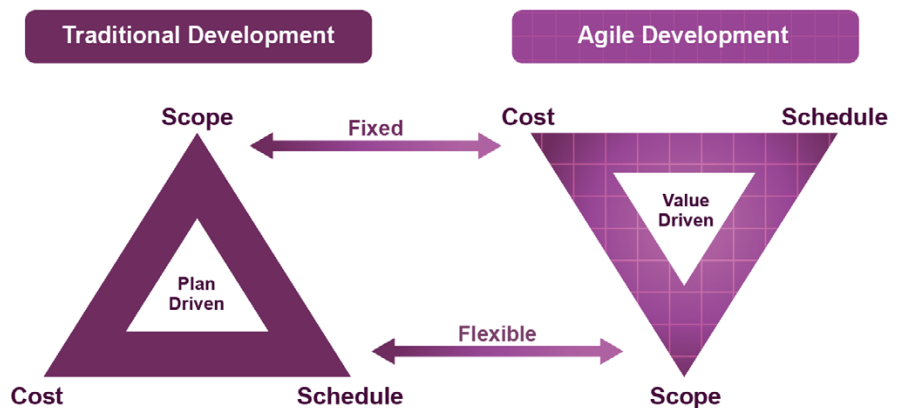 Traditional Development
Agile Development
Scope
Fixed
Cost
Schedule
Value
Driven
Plan
Driven
Flexible
Cost
Schedule
Scope